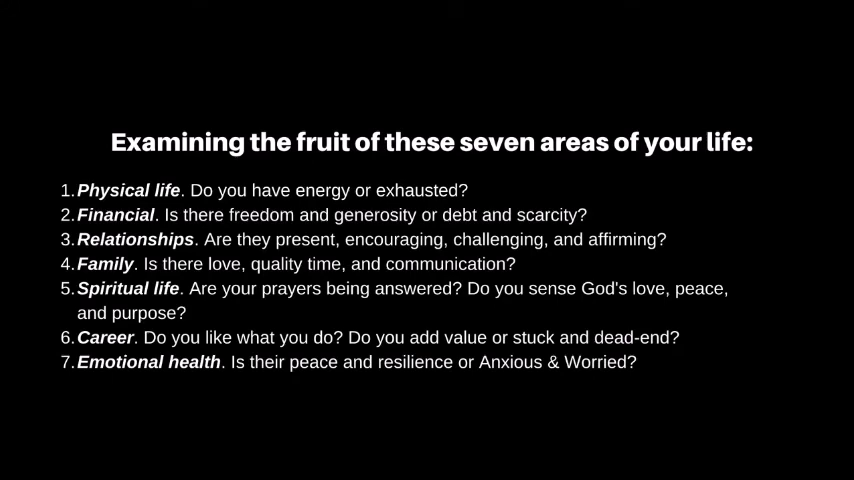 Examining the fruit of these seven areas of your life:
1. Physical life. Do you have energy or exhausted?
2. Financial. Is there freedom and generosity or debt and scarcity?
3. Relationships. Are they present, encouraging, challenging, and affirming?
4. Family. Is there love, quality time, and communication?
5. Spiritual life. Are your prayers being answered? Do you sense God's love, peace,
and purpose?
6. Career. Do you like what you do? Do you add value or stuck and dead-end?
7. Emotional health. Is their peace and resilience or Anxious & Worried?